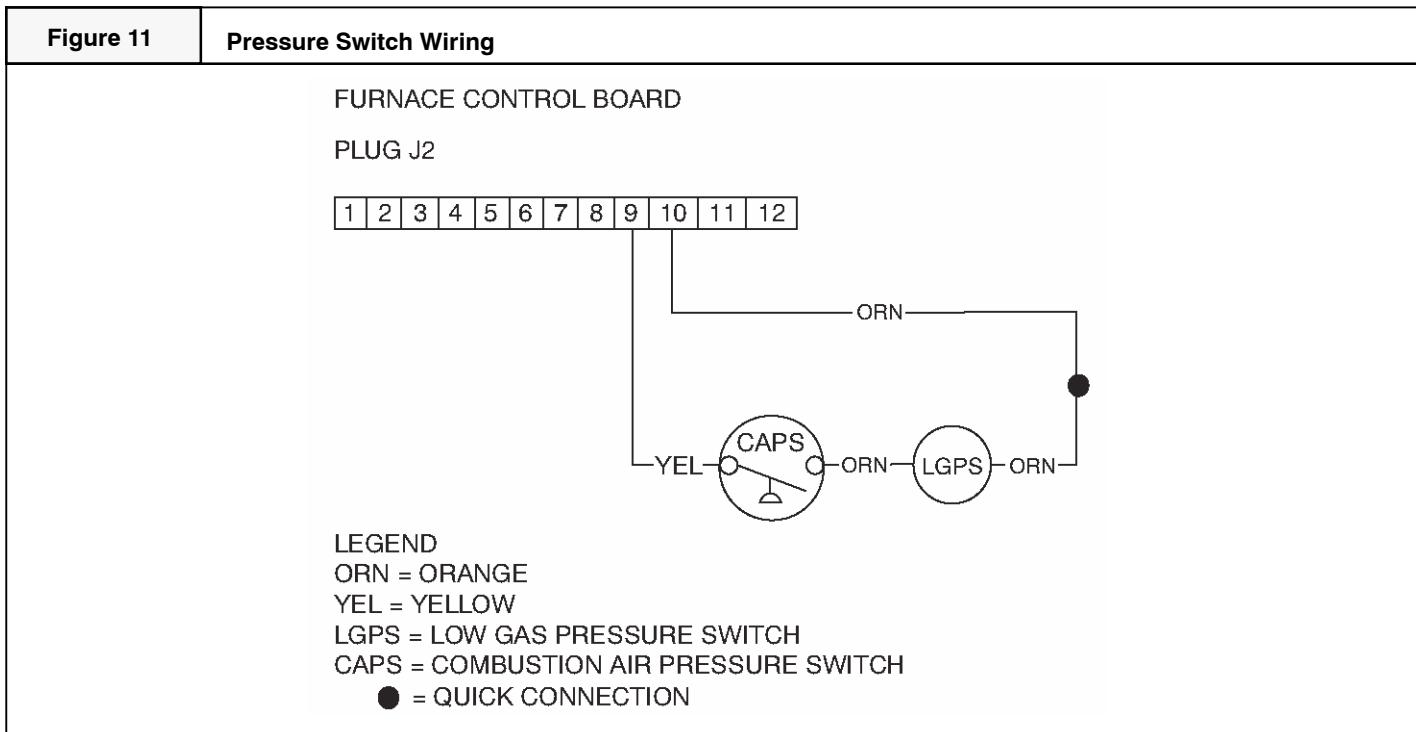 Figure 11 Pressure Switch Wiring
FURNACE CONTROL BOARD
PLUG J2
1 2 3 4 5 6 7 8 9 10 11 12
ORN
YEL CAPS ORN LGPS ORN
LEGEND
ORN = ORANGE
YEL = YELLOW
LGPS = LOW GAS PRESSURE SWITCH
CAPS = COMBUSTION AIR PRESSURE SWITCH
● = QUICK CONNECTION